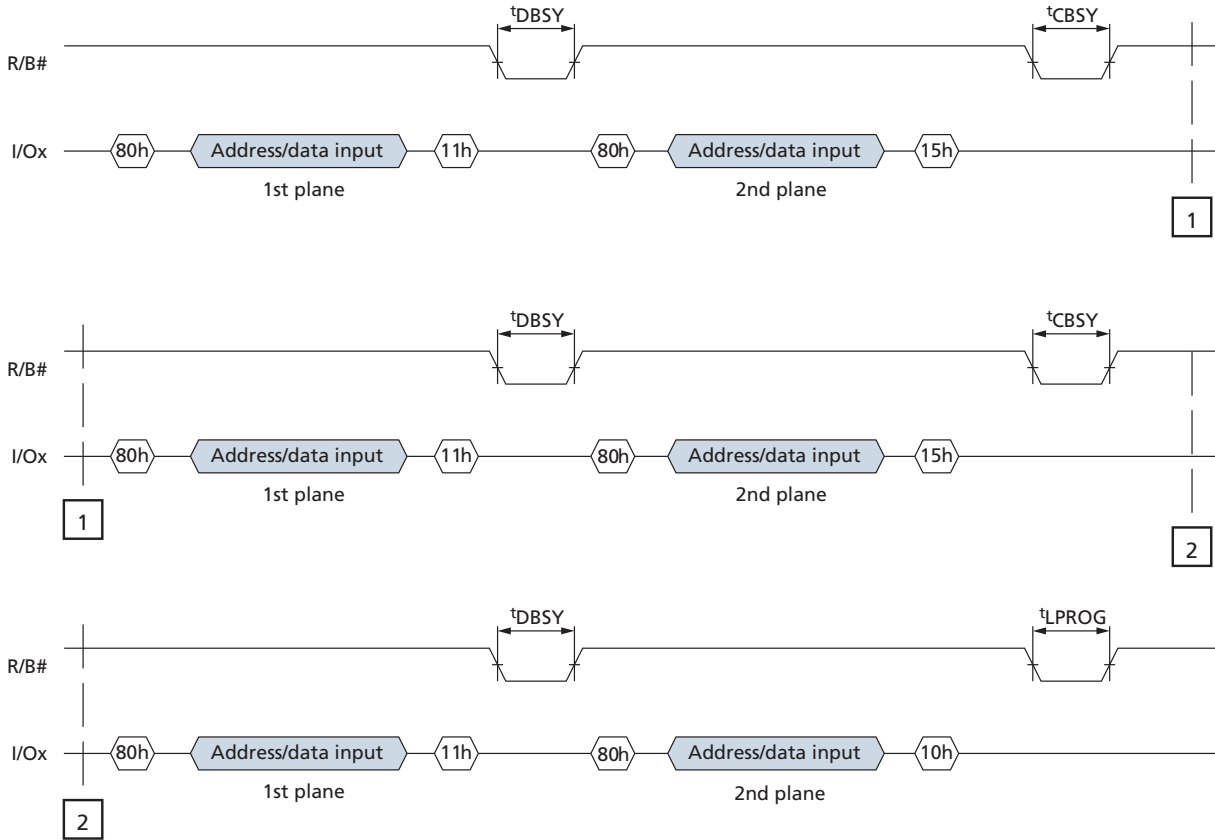 tDBSY tCBSY
R/B#
I/Ox 80h Address/data input 11h 80h Address/data input 15h
1st plane 2nd plane
1
tDBSY tCBSY
R/B#
I/Ox 80h Address/data input 11h 80h Address/data input 15h
1st plane 2nd plane
1
2
tDBSY tLPROG
R/B#
I/Ox 80h Address/data input 11h 80h Address/data input 10h
1st plane 2nd plane
2